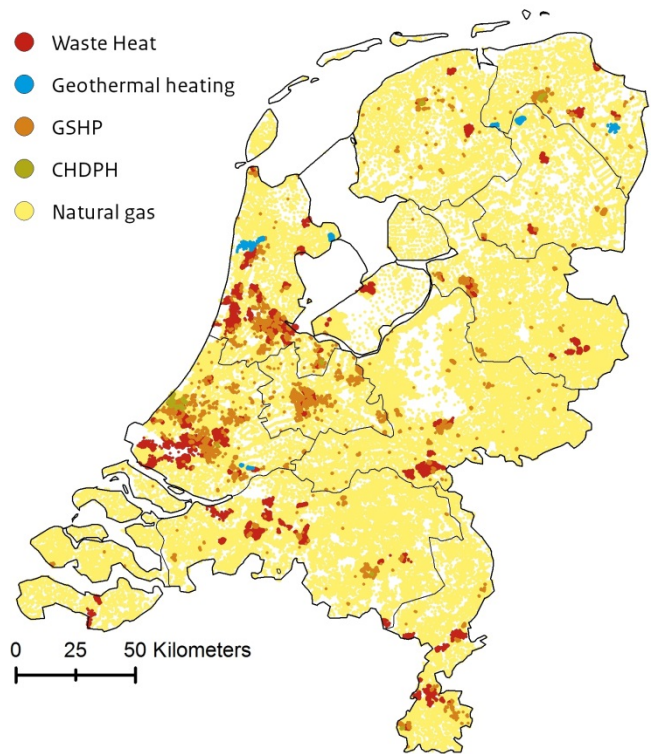 Waste Heat
Geothermal heating
GSHP
CHDPH
Natural gas
0 25 50 Kilometers